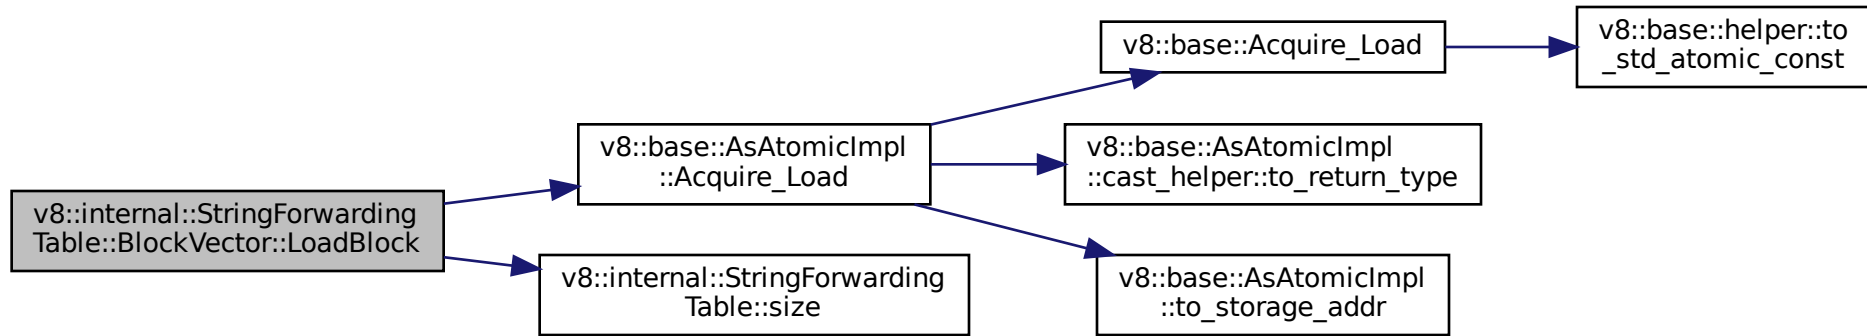 v8::internal::StringForwarding
Table::BlockVector::LoadBlock
v8::base::AsAtomicImpl
::Acquire_Load
v8::base::Acquire_Load
v8::base::helper::to
_std_atomic_const
v8::base::AsAtomicImpl
::cast_helper::to_return_type
v8::base::AsAtomicImpl
::to_storage_addr
v8::internal::StringForwarding
Table::size